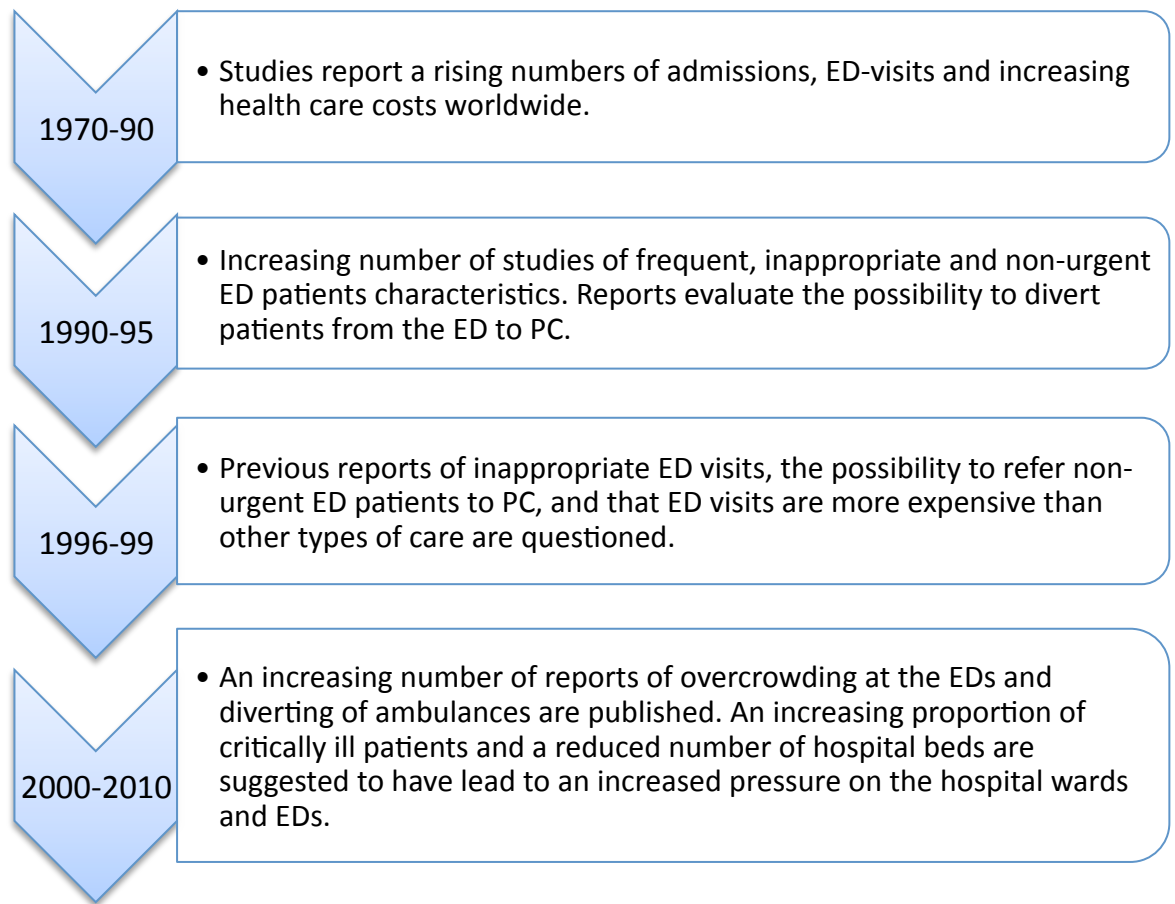 1970-90
• Studies report a rising numbers of admissions, ED-visits and increasing
health care costs worldwide.
1990-95
• Increasing number of studies of frequent, inappropriate and non-urgent
ED patients characteristics. Reports evaluate the possibility to divert
patients from the ED to PC.
1996-99
• Previous reports of inappropriate ED visits, the possibility to refer non-
urgent ED patients to PC, and that ED visits are more expensive than
other types of care are questioned.
2000-2010
• An increasing number of reports of overcrowding at the EDs and
diverting of ambulances are published. An increasing proportion of
critically ill patients and a reduced number of hospital beds are
suggested to have lead to an increased pressure on the hospital wards
and EDs.